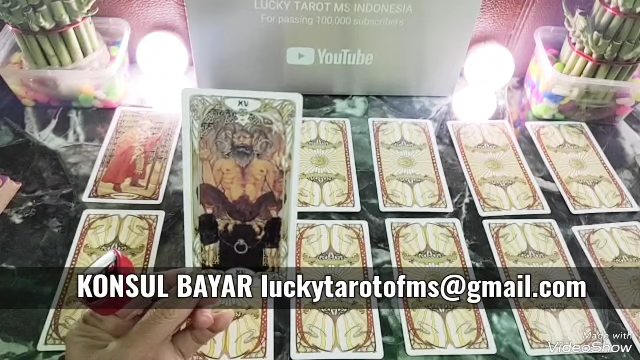 LUCKY TAROT MS INDONESIA
For passing 100.000 subscribers
YouTube
XV
KONSUL BAYAR luckytarotofms@gmail.com
Made with
VideoShow